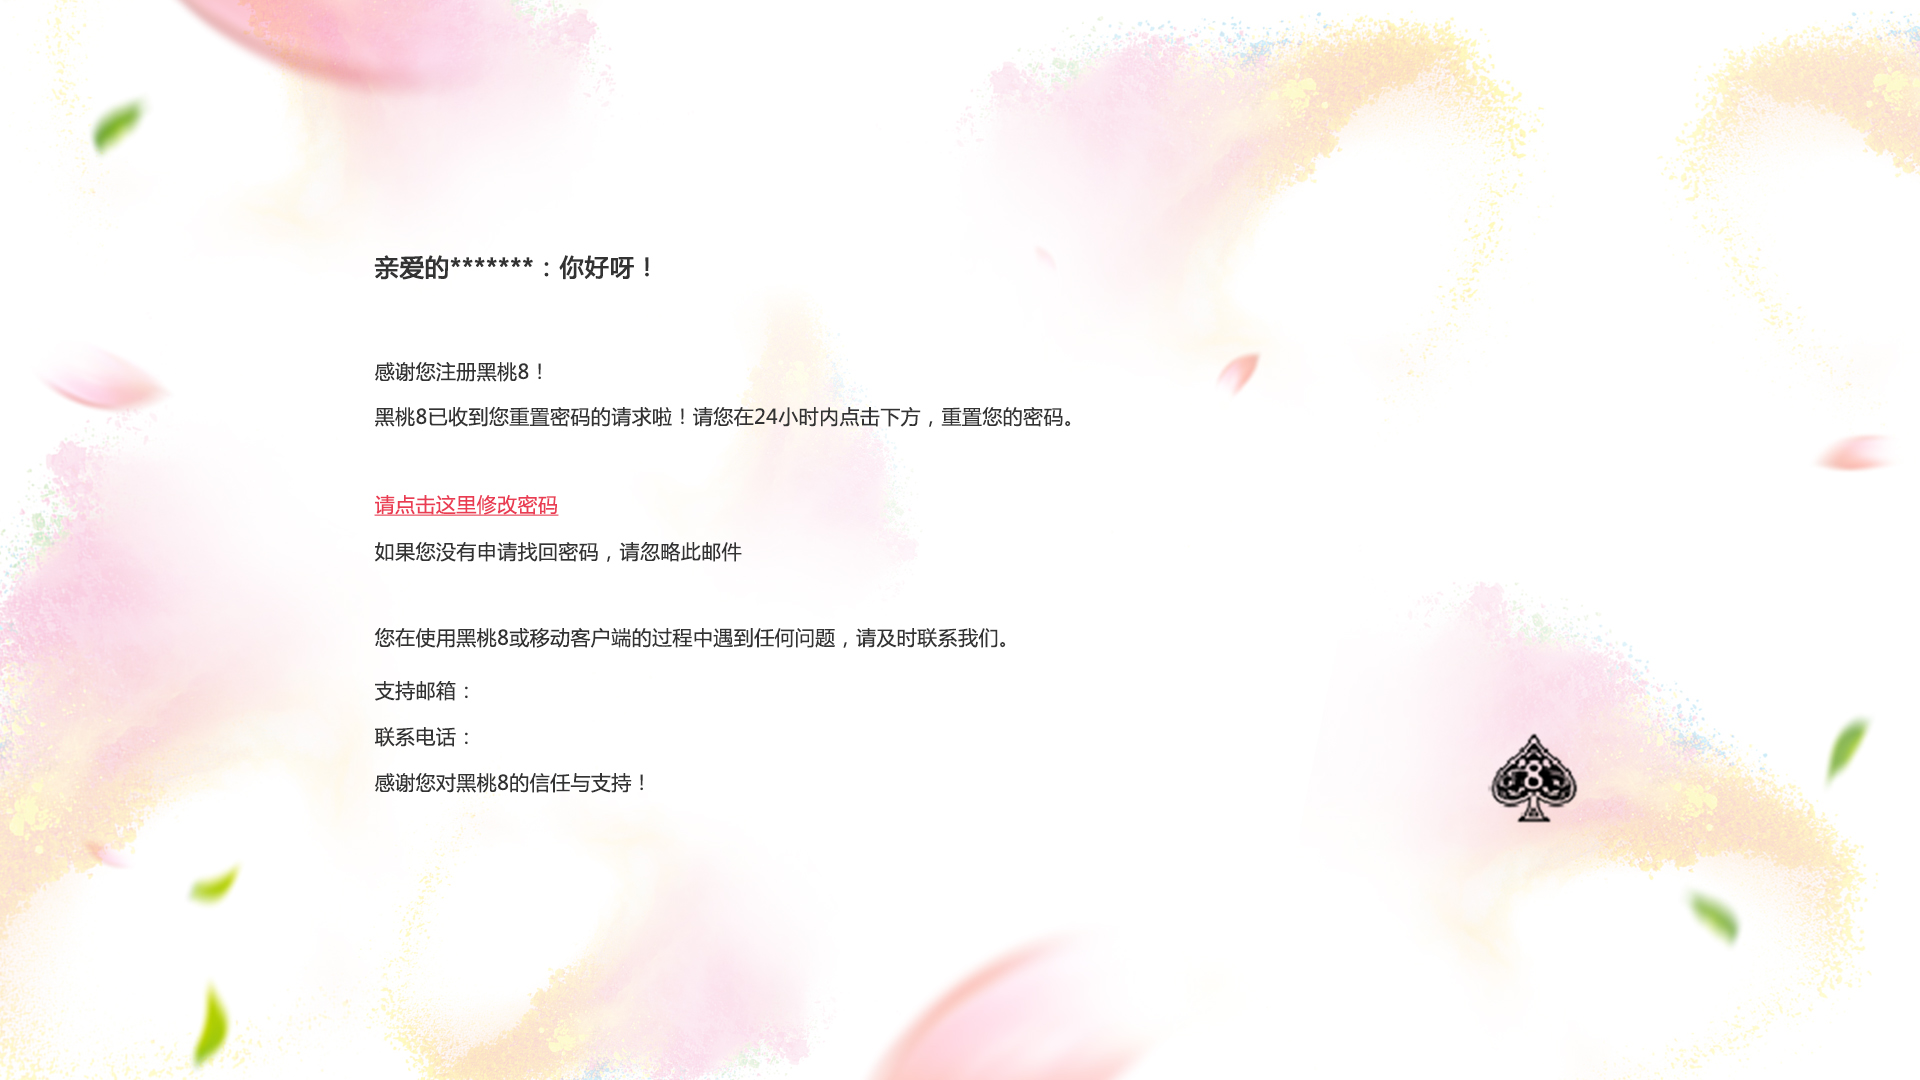 亲爱的*******：你好呀！
感谢您注册黑桃8！
黑桃8已收到您重置密码的请求啦！请您在24小时内点击下方，重置您的密码。
请点击这里修改密码
如果您没有申请找回密码，请忽略此邮件
您在使用黑桃8或移动客户端的过程中遇到任何问题，请及时联系我们。
支持邮箱：
联系电话：
感谢您对黑桃8的信任与支持！
8